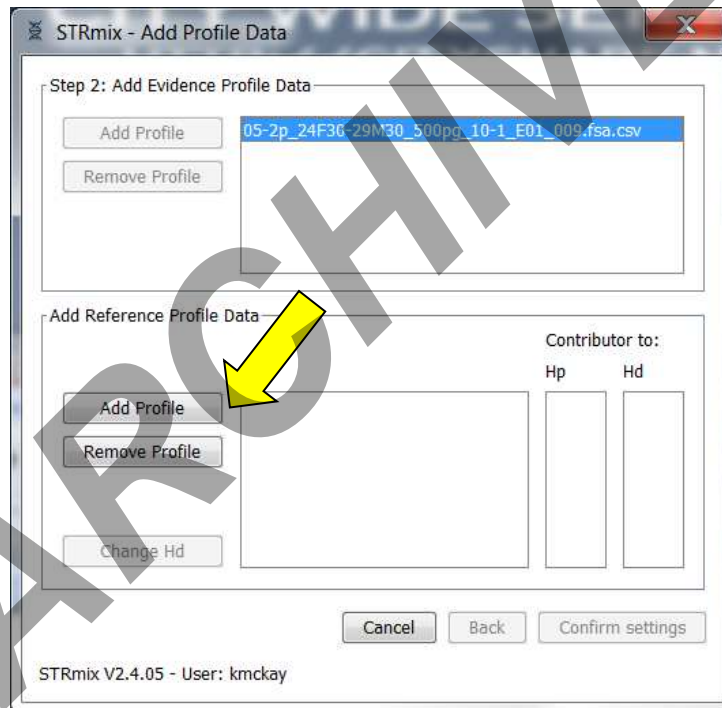 STRmix - Add Profile Data
Step 2: Add Evidence Profile Data
Add Profile
05-2p_24F30-29M30_500pg_10-1_E01_009.fsa.csv
Remove Profile
Add Reference Profile Data
Contributor to:
Hp Hd
Add Profile
Remove Profile
Change Hd
Cancel Back Confirm settings
STRmix V2.4.05 - User: kmckay
ARCHIVE